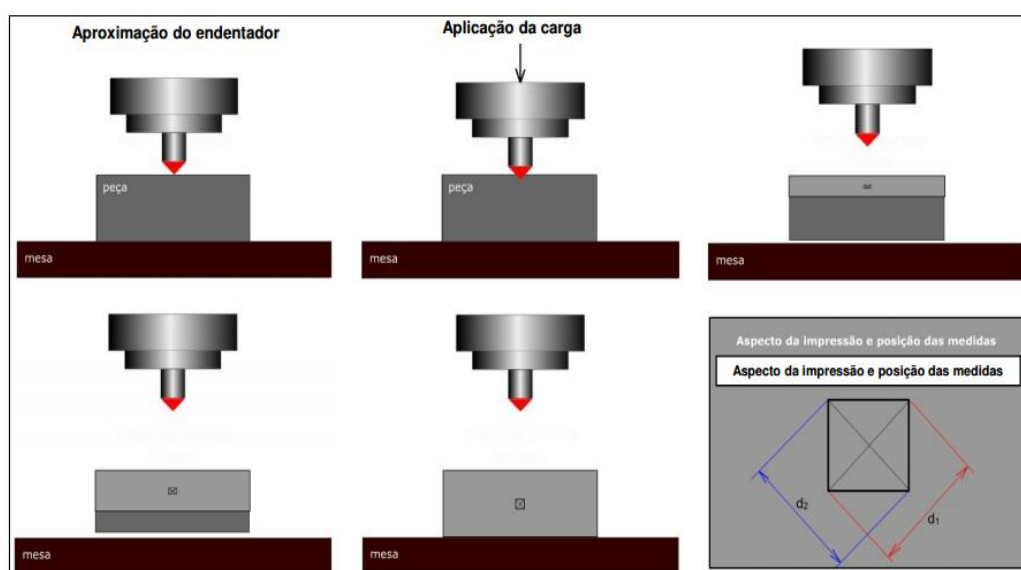 Aproximação do endentador
Aplicação da carga
peça
mesa
peça
mesa
mesa
mesa
mesa
Aspecto da impressão e posição das medidas
Aspecto da impressão e posição das medidas
d₂
d₁